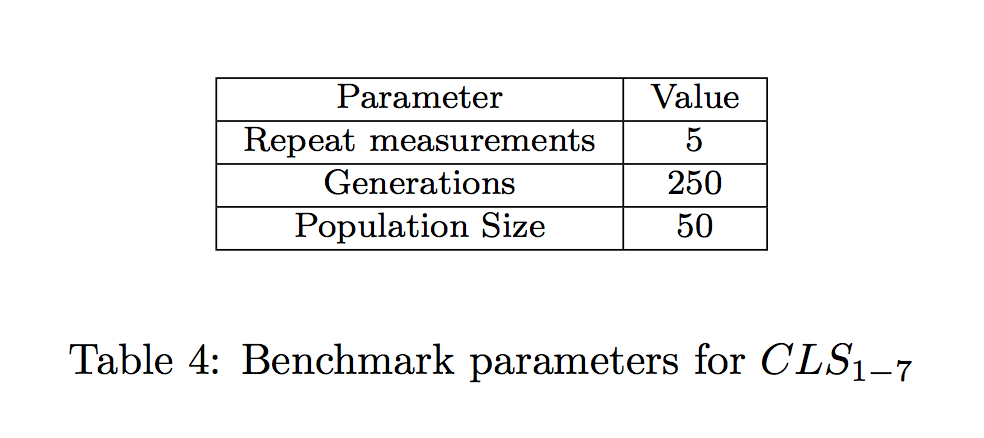 Parameter Value
Repeat measurements 5
Generations 250
Population Size 50
Table 4: Benchmark parameters for CLS₁₋₇